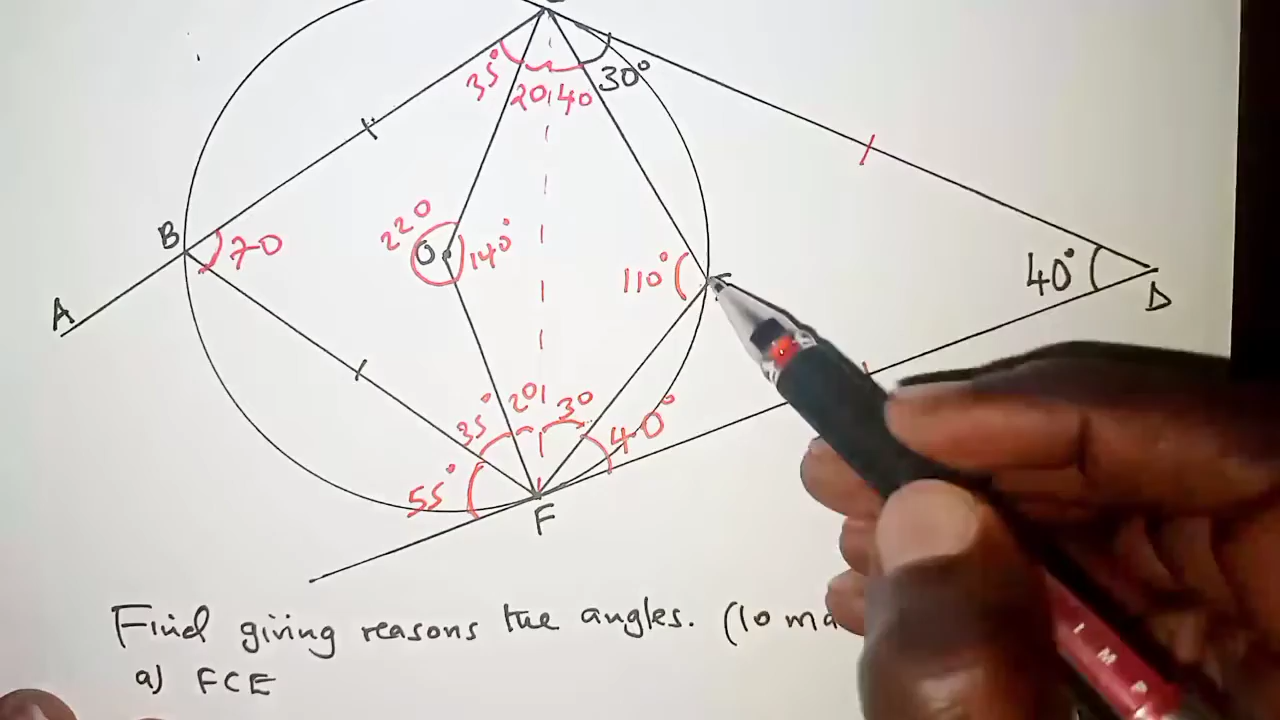 35°
20
40
30°
B
70
220
O
140°
110°
40°
D
A
35°
20
30
40°
55°
F
Find giving reasons the angles. (10
a) FCE
I M P